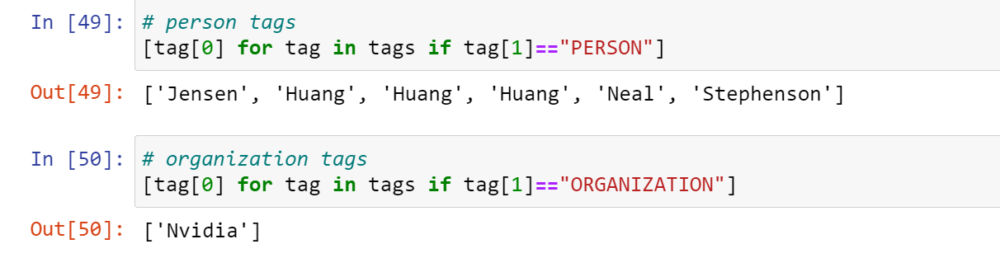 In [49]: # person tags
[tag[0] for tag in tags if tag[1]=="PERSON"]
Out[49]: ['Jensen', 'Huang', 'Huang', 'Huang', 'Neal', 'Stephenson']
In [50]: # organization tags
[tag[0] for tag in tags if tag[1]=="ORGANIZATION"]
Out[50]: ['Nvidia']